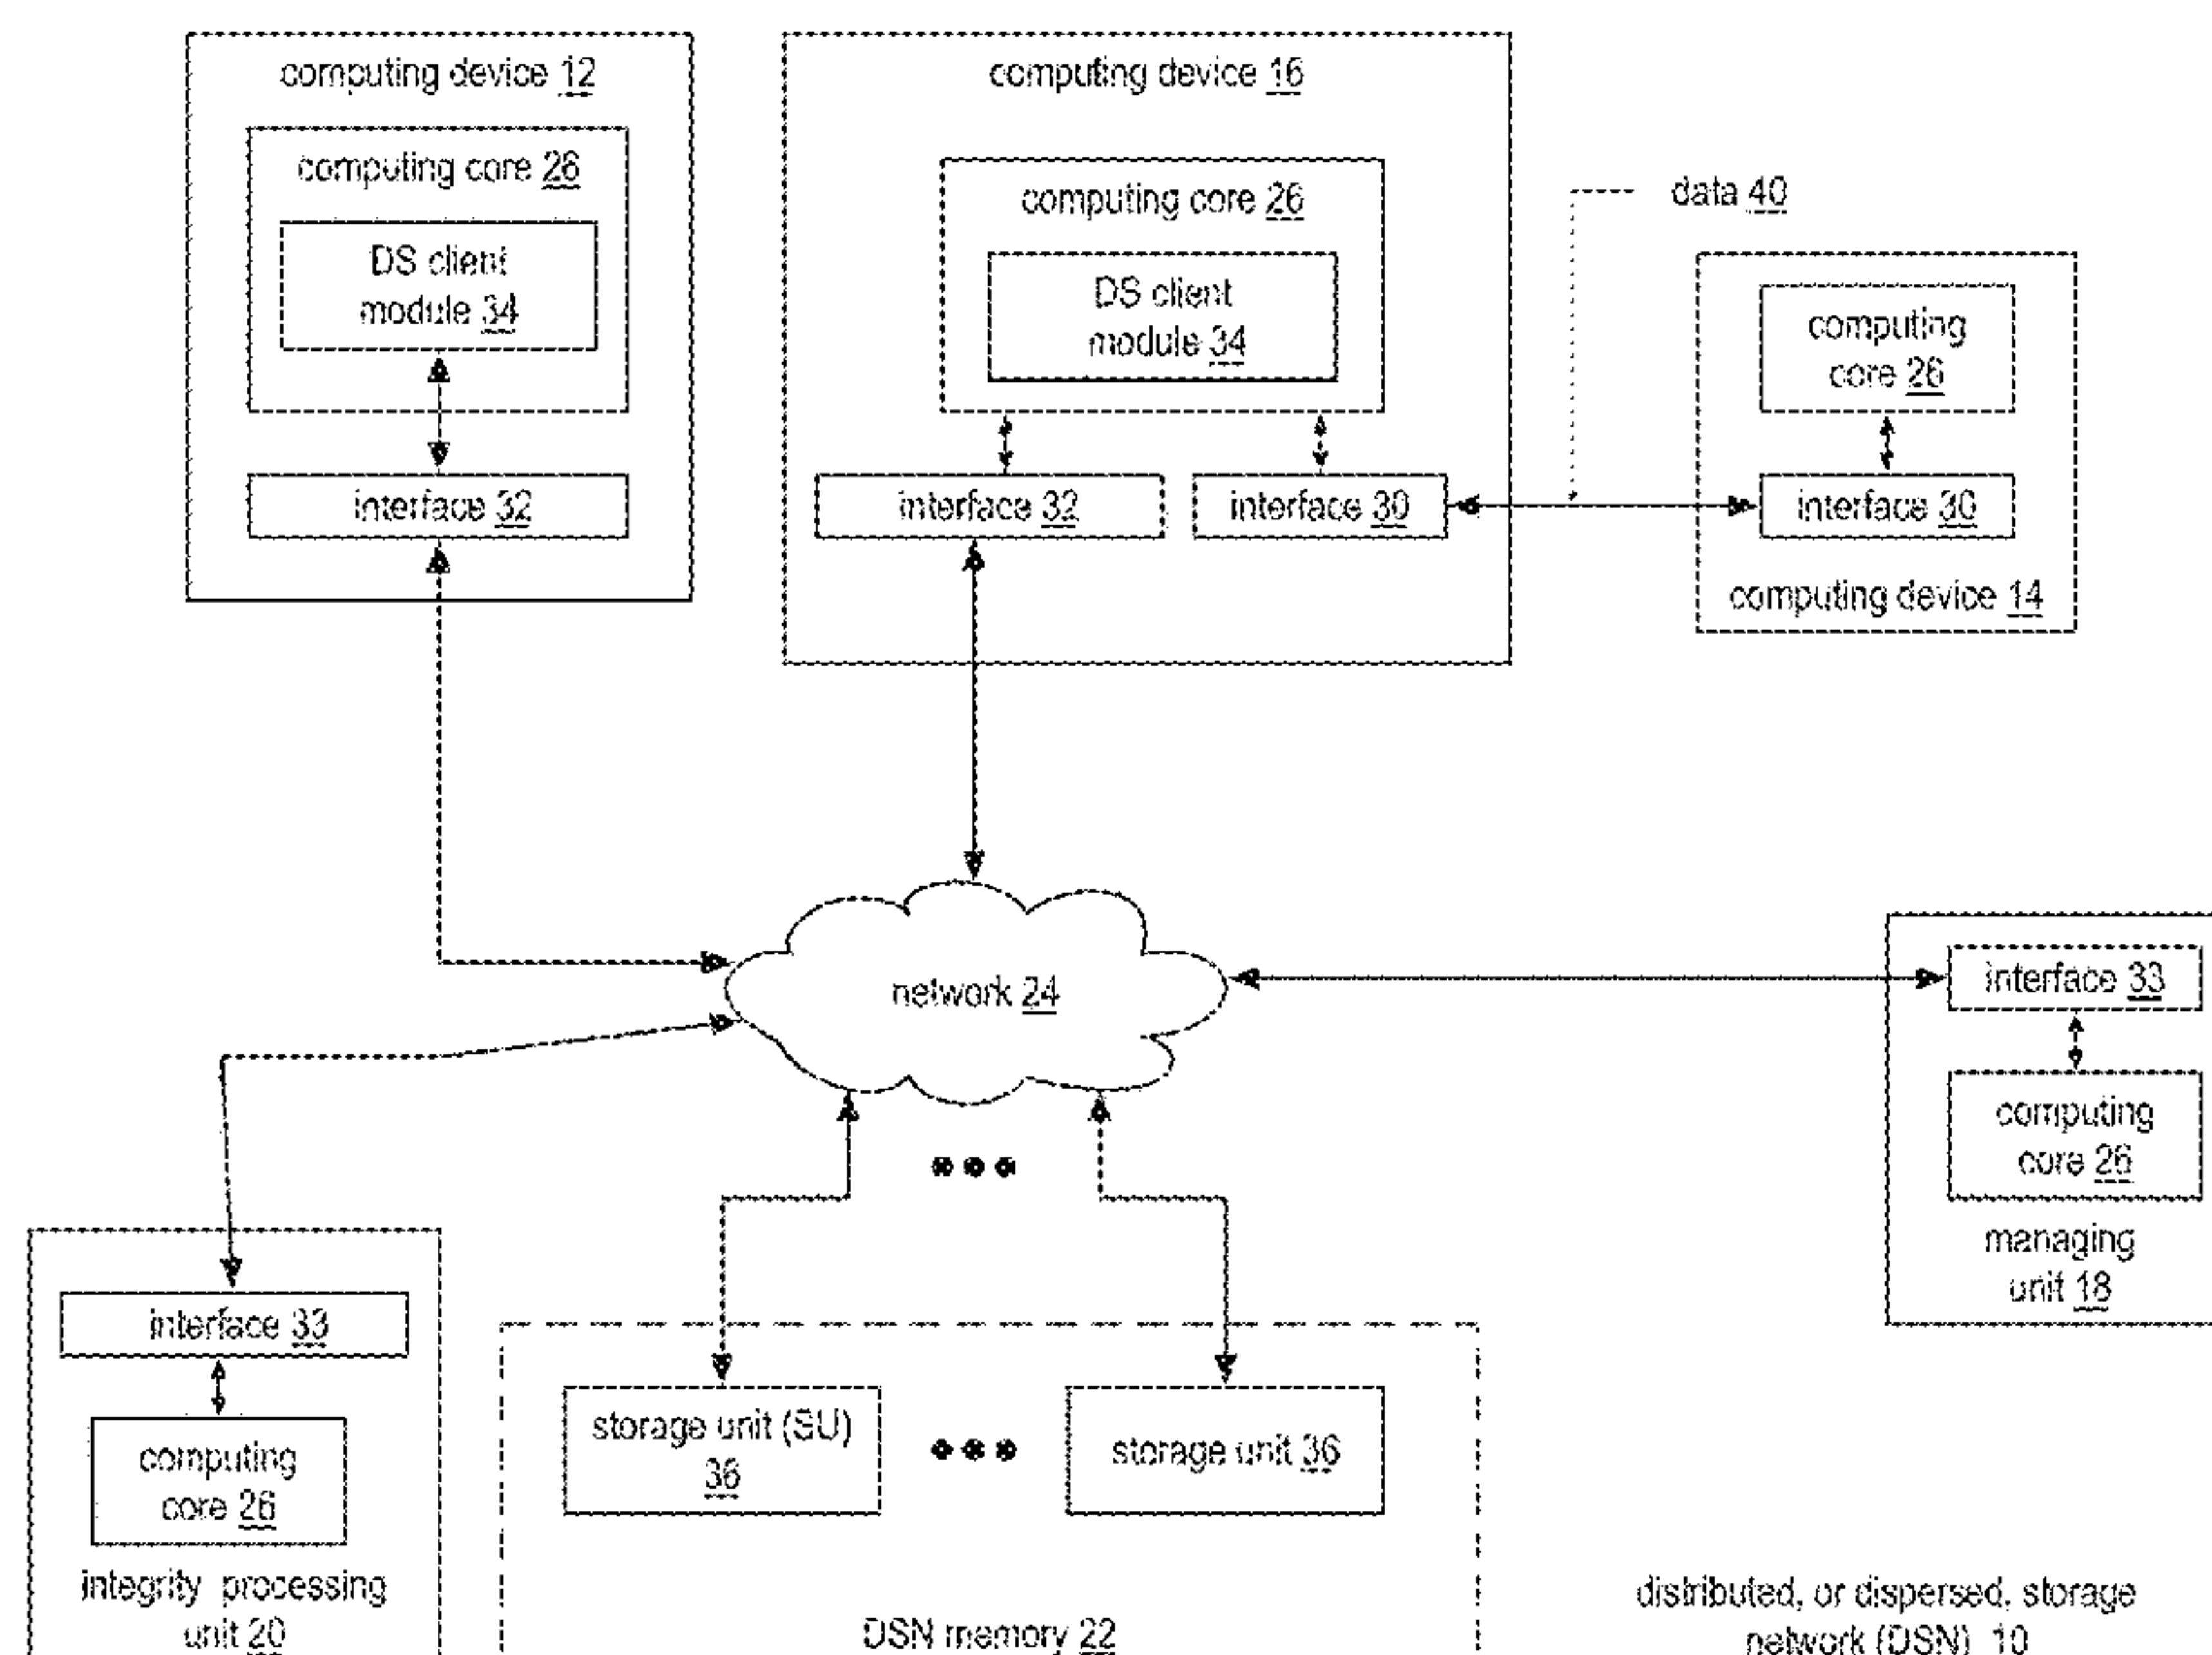 computing device 12
computing core 26
DS client
module 34
interface 32
computing device 16
computing core 26
DS client
module 34
interface 32
interface 30
data 40
computing
core 26
interface 30
computing device 14
network 24
interface 33
computing
core 26
managing
unit 18
interface 33
computing
core 26
integrity processing
unit 20
storage unit (SU)
36
storage unit 36
DSN memory 22
distributed, or dispersed, storage
network (DSN) 10